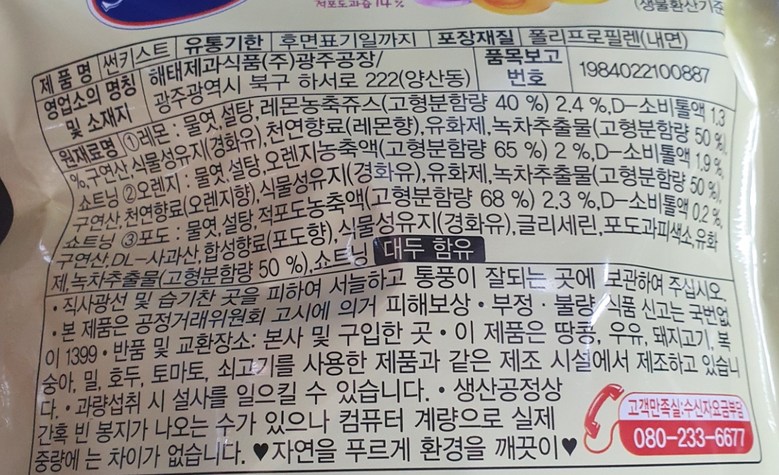 적포도과즙 14%
(생물환산기준
제품명 썬키스트 유통기한 후면표기일까지 포장재질 폴리프로필렌(내면)
영업소의 명칭 및 소재지 해태제과식품(주)광주공장/ 광주광역시 북구 하서로 222(양산동) 품목보고번호 1984022100887
원재료명 ①레몬 : 물엿,설탕,레몬농축쥬스(고형분함량 40 %) 2.4 %,D-소비톨액 1.3
%,구연산,식물성유지(경화유),천연향료(레몬향),유화제,녹차추출물(고형분함량 50 %),
쇼트닝 ②오렌지 : 물엿,설탕,오렌지농축액(고형분함량 65 %) 2 %,D-소비톨액 1.9 %,
구연산,천연향료(오렌지향),식물성유지(경화유),유화제,녹차추출물(고형분함량 50 %),
쇼트닝 ③포도 : 물엿,설탕,적포도농축액(고형분함량 68 %) 2.3 %,D-소비톨액 0.2 %,
구연산,DL-사과산,합성향료(포도향),식물성유지(경화유),글리세린,포도과피색소,유화
제,녹차추출물(고형분함량 50 %),쇼트닝 대두 함유
• 직사광선 및 습기찬 곳을 피하여 서늘하고 통풍이 잘되는 곳에 보관하여 주십시오.
• 본 제품은 공정거래위원회 고시에 의거 피해보상 • 부정 · 불량 식품 신고는 국번없
이 1399 • 반품 및 교환장소: 본사 및 구입한 곳 • 이 제품은 땅콩, 우유, 돼지고기, 복
숭아, 밀, 호두, 토마토, 쇠고기를 사용한 제품과 같은 제조 시설에서 제조하고 있습니
다. • 과량섭취 시 설사를 일으킬 수 있습니다. • 생산공정상
간혹 빈 봉지가 나오는 수가 있으나 컴퓨터 계량으로 실제
중량에는 차이가 없습니다. ♥자연을 푸르게 환경을 깨끗이♥
고객만족실:수신자요금부담
080-233-6677